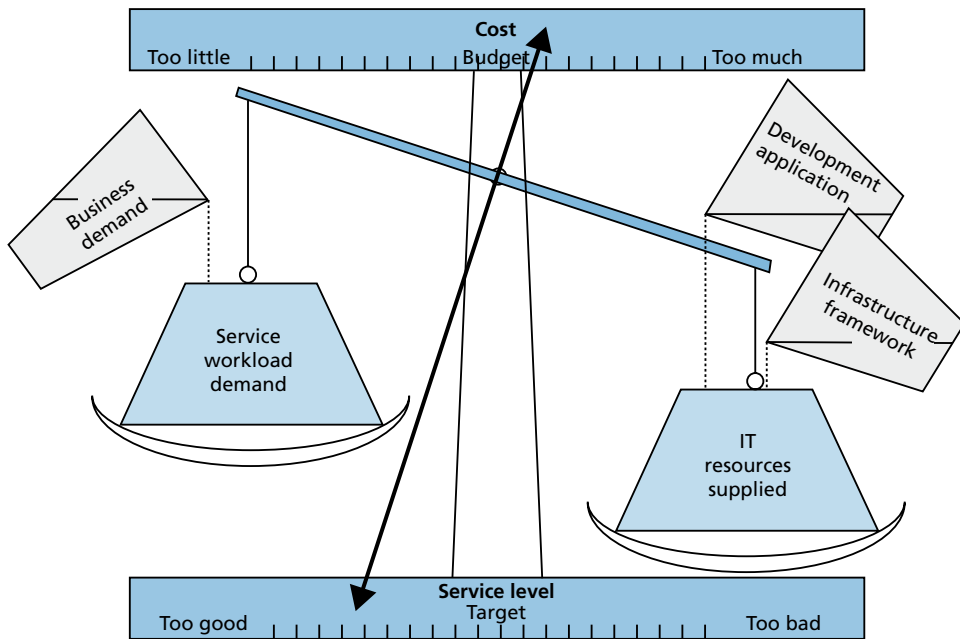 Cost
Too little
Budget
Too much
Business
demand
Development
application
Infrastructure
framework
Service
workload
demand
IT
resources
supplied
Service level
Too good
Target
Too bad